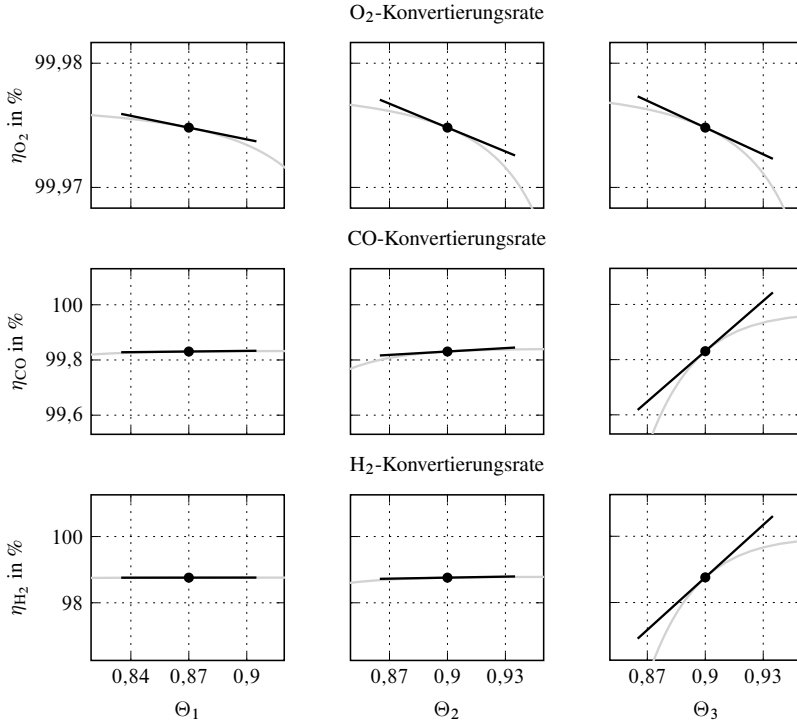 O₂-Konvertierungsrate
99,98
99,97
η_O₂ in %
CO-Konvertierungsrate
100
99,8
99,6
η_CO in %
H₂-Konvertierungsrate
100
98
η_H₂ in %
0,84 0,87 0,9 0,87 0,9 0,93 0,87 0,9 0,93
Θ₁ Θ₂ Θ₃